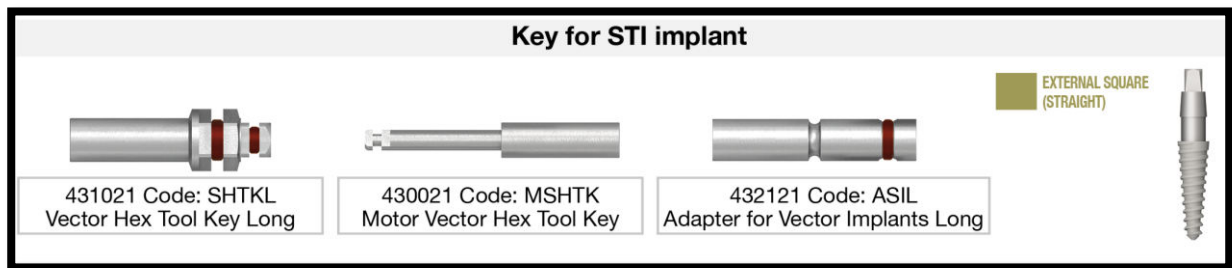 Key for STI implant
EXTERNAL SQUARE
(STRAIGHT)
431021 Code: SHTKL
Vector Hex Tool Key Long
430021 Code: MSHTK
Motor Vector Hex Tool Key
432121 Code: ASIL
Adapter for Vector Implants Long